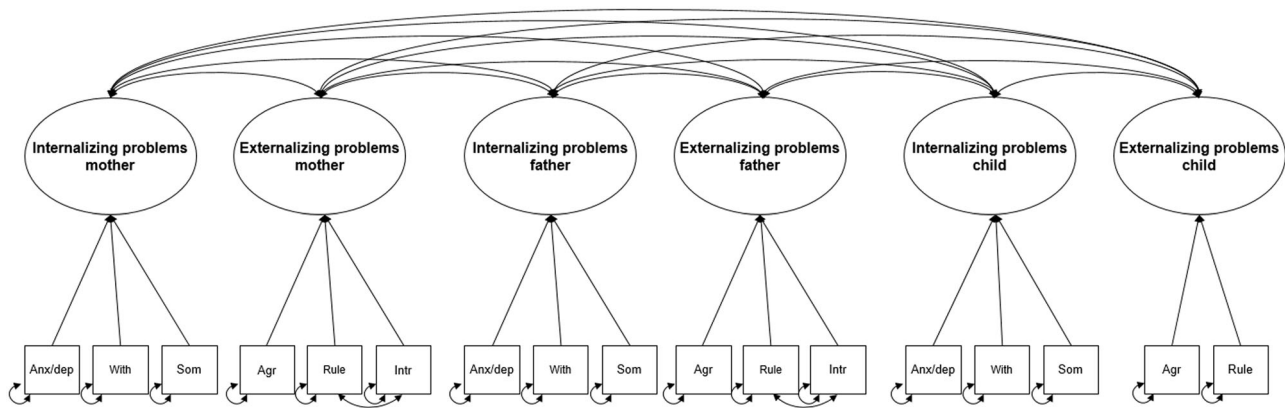 Internalizing problems
mother
Externalizing problems
mother
Internalizing problems
father
Externalizing problems
father
Internalizing problems
child
Externalizing problems
child
Anx/dep
With
Som
Agr
Rule
Intr
Anx/dep
With
Som
Agr
Rule
Intr
Anx/dep
With
Som
Agr
Rule